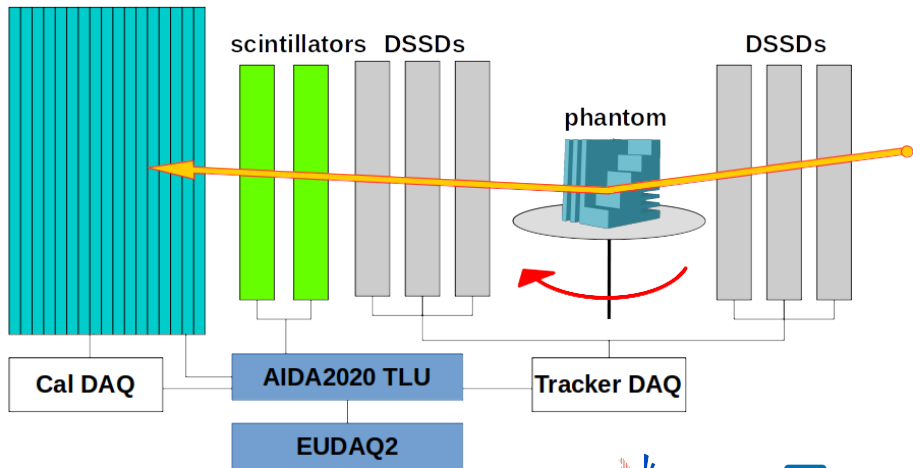 scintillators DSSDs DSSDs
phantom
Cal DAQ AIDA2020 TLU Tracker DAQ
EUDAQ2